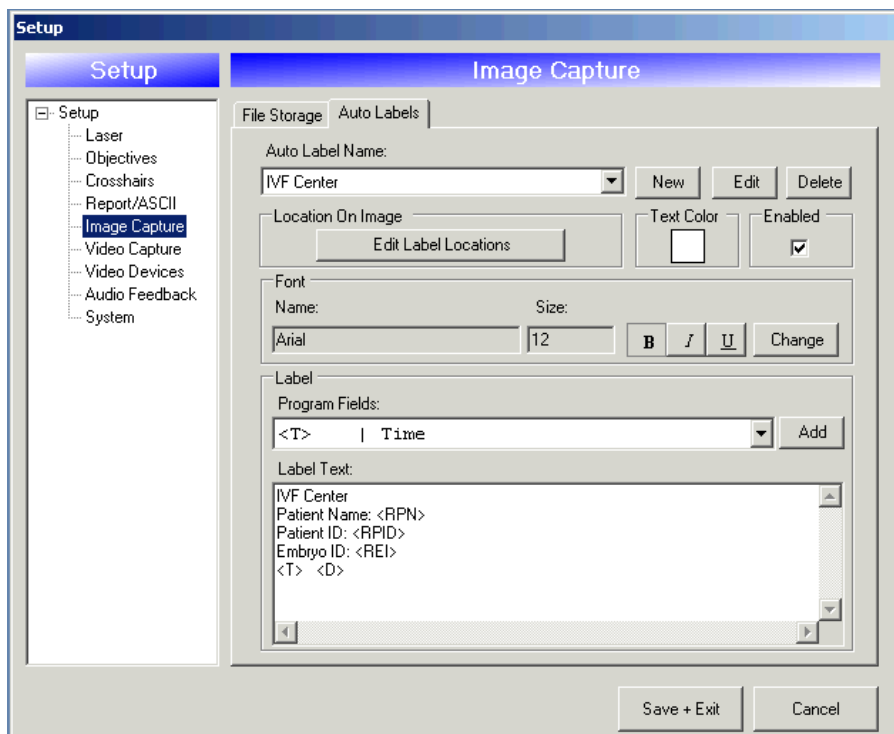 Setup
Setup
Image Capture
Setup
Laser
Objectives
Crosshairs
Report/ASCII
Image Capture
Video Capture
Video Devices
Audio Feedback
System
File Storage Auto Labels
Auto Label Name:
IVF Center New Edit Delete
Location On Image Text Color Enabled
Edit Label Locations
Font
Name: Size:
Arial 12 B I U Change
Label
Program Fields:
<T> | Time Add
Label Text:
IVF Center
Patient Name: <RPN>
Patient ID: <RPID>
Embryo ID: <REI>
<T> <D>
Save + Exit Cancel